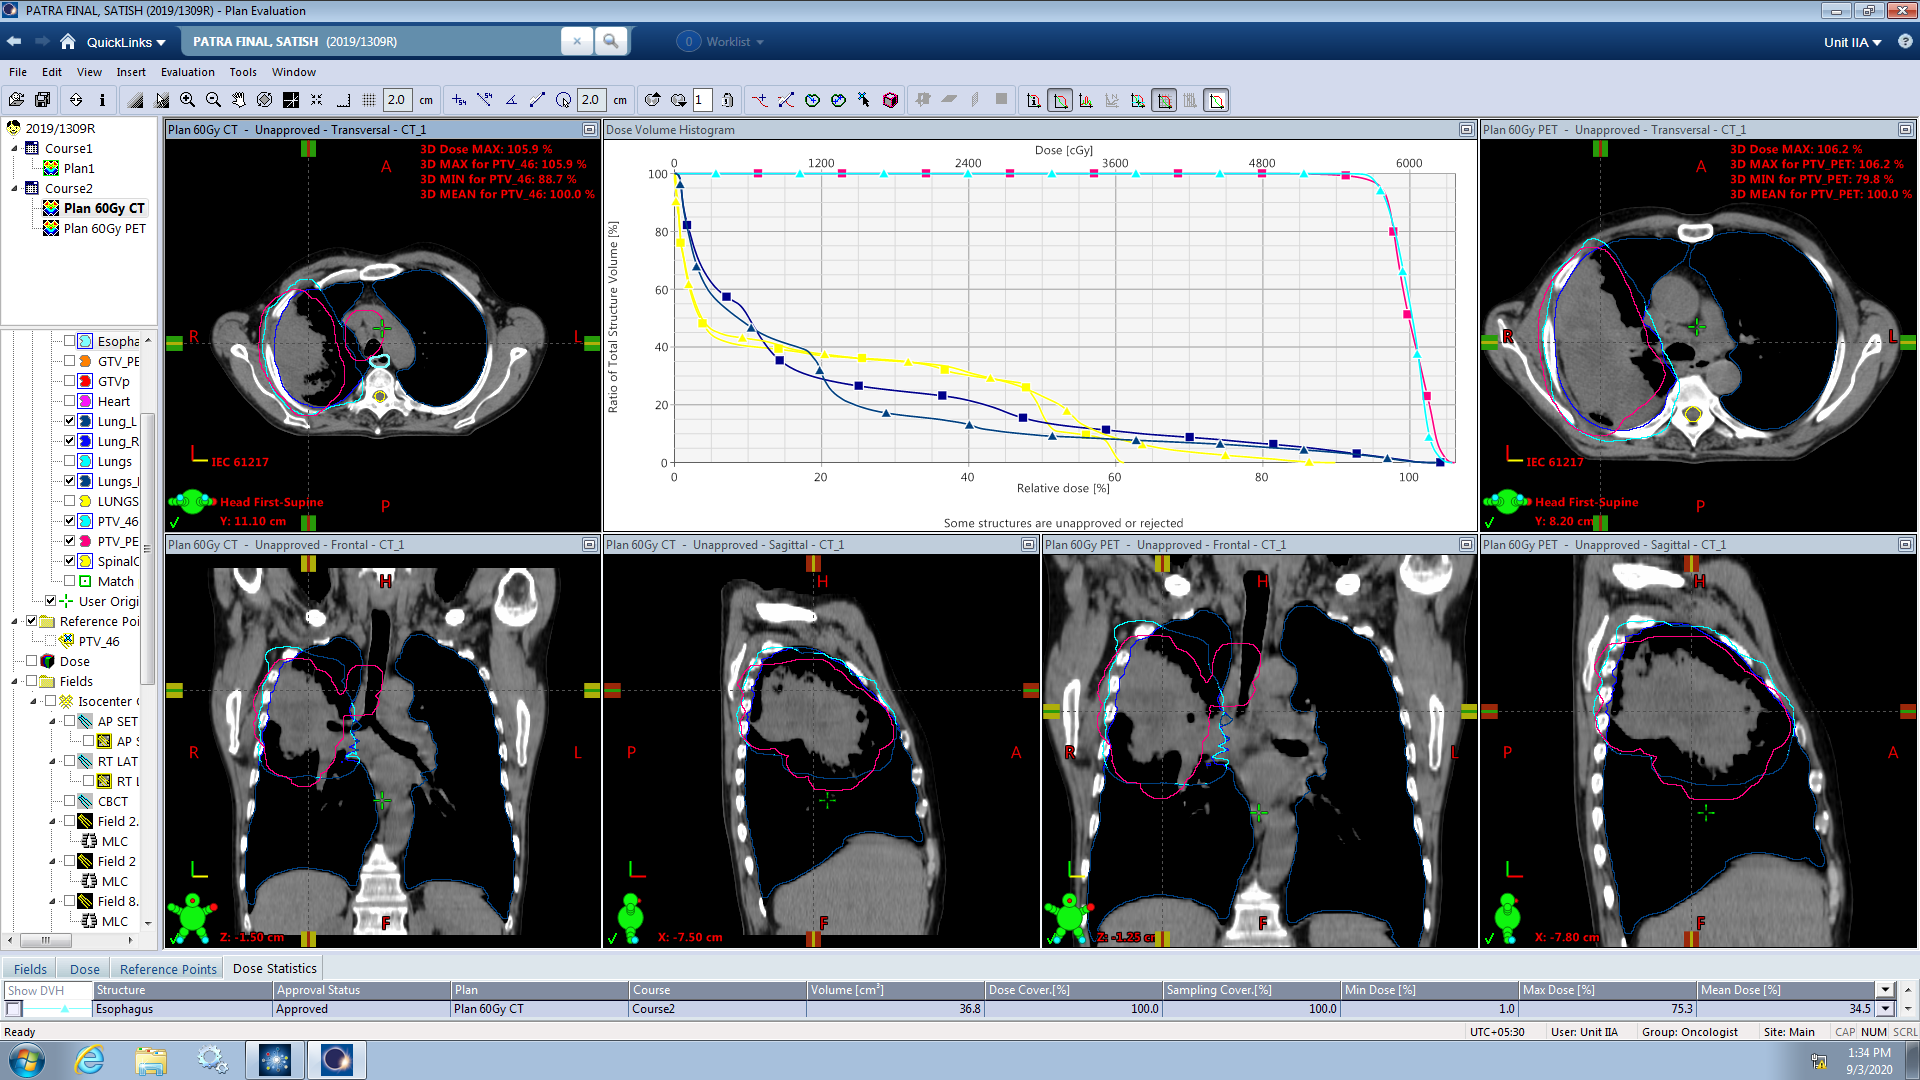 PATRA FINAL, SATISH (2019/1309R) - Plan Evaluation
QuickLinks
PATRA FINAL, SATISH (2019/1309R)
0 Worklist
Unit IIA
File Edit View Insert Evaluation Tools Window
2.0 cm
2.0 cm
1
2019/1309R
Course1
Plan1
Course2
Plan 60Gy CT
Plan 60Gy PET
Esopha
GTV_PE
GTVp
Heart
Lung_L
Lung_R
Lungs
Lungs_
LUNGS
PTV_46
PTV_PE
SpinalC
Match
User Origi
Reference Poi
PTV_46
Dose
Fields
Isocenter
AP SET
AP
RT LAT
RT L
CBCT
Field 2.
MLC
Field 2
MLC
Field 8.
MLC
Plan 60Gy CT - Unapproved - Transversal - CT_1
3D Dose MAX: 105.9 %
3D MAX for PTV_46: 105.9 %
3D MIN for PTV_46: 88.7 %
3D MEAN for PTV_46: 100.0 %
A
R
L
P
IEC 61217
Head First-Supine
Y: 11.10 cm
Dose Volume Histogram
Dose [cGy]
0 1200 2400 3600 4800 6000
Ratio of Total Structure Volume [%]
100
80
60
40
20
0
0 20 40 60 80 100
Relative dose [%]
Some structures are unapproved or rejected
Plan 60Gy PET - Unapproved - Transversal - CT_1
3D Dose MAX: 106.2 %
3D MAX for PTV_PET: 106.2 %
3D MIN for PTV_PET: 79.8 %
3D MEAN for PTV_PET: 100.0 %
A
R
L
P
IEC 61217
Head First-Supine
Y: 8.20 cm
Plan 60Gy CT - Unapproved - Frontal - CT_1
H
R
L
F
Z: -1.50 cm
Plan 60Gy CT - Unapproved - Sagittal - CT_1
H
P
A
F
X: -7.50 cm
Plan 60Gy PET - Unapproved - Frontal - CT_1
H
R
L
F
Z: -1.25 cm
Plan 60Gy PET - Unapproved - Sagittal - CT_1
H
P
A
F
X: -7.80 cm
Fields Dose Reference Points Dose Statistics
Show DVH Structure Approval Status Plan Course Volume [cm³] Dose Cover.[%] Sampling Cover.[%] Min Dose [%] Max Dose [%] Mean Dose [%]
Esophagus Approved Plan 60Gy CT Course2 36.8 100.0 100.0 1.0 75.3 34.5
Ready
UTC+05:30 User: Unit IIA Group: Oncologist Site: Main CAP NUM SCRL
1:34 PM
9/3/2020